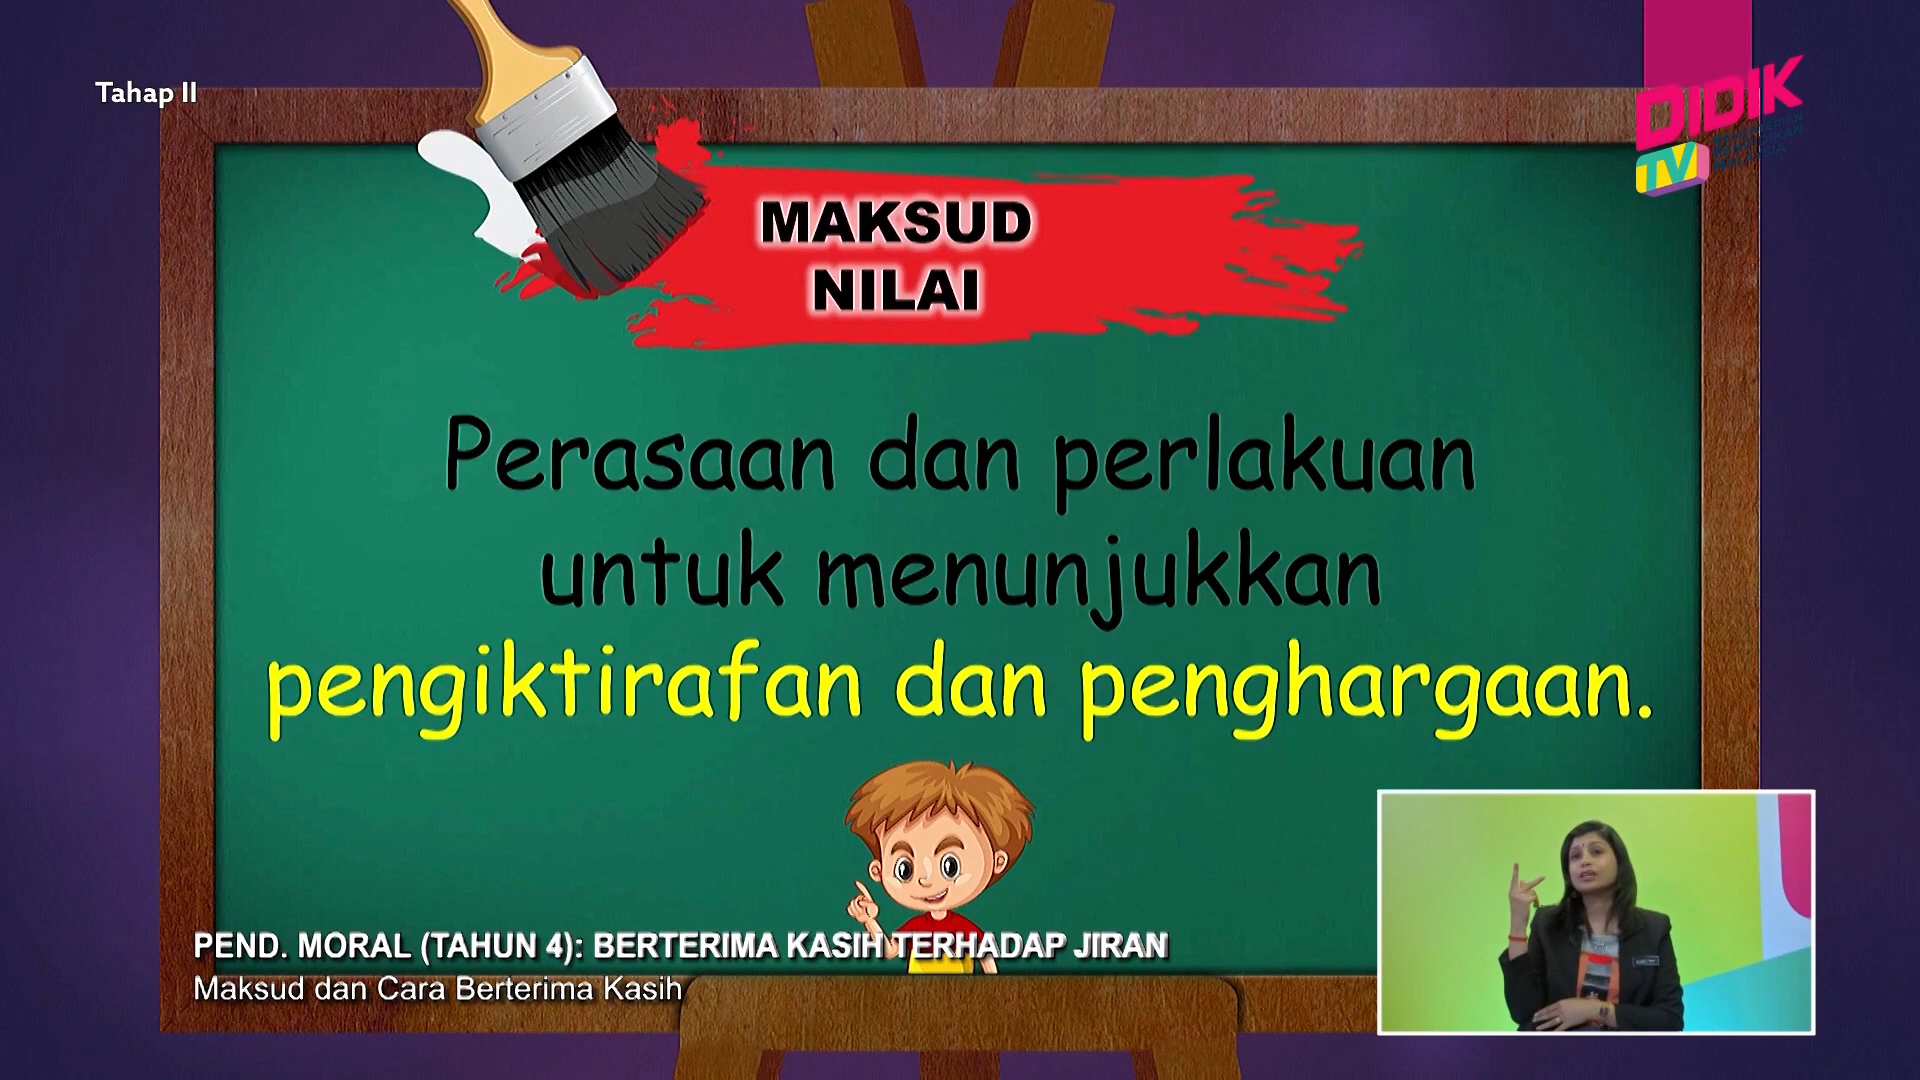 Tahap II
DIDIK
TV
MAKSUD
NILAI
Perasaan dan perlakuan
untuk menunjukkan
pengiktirafan dan penghargaan.
PEND. MORAL (TAHUN 4): BERTERIMA KASIH TERHADAP JIRAN
Maksud dan Cara Berterima Kasih